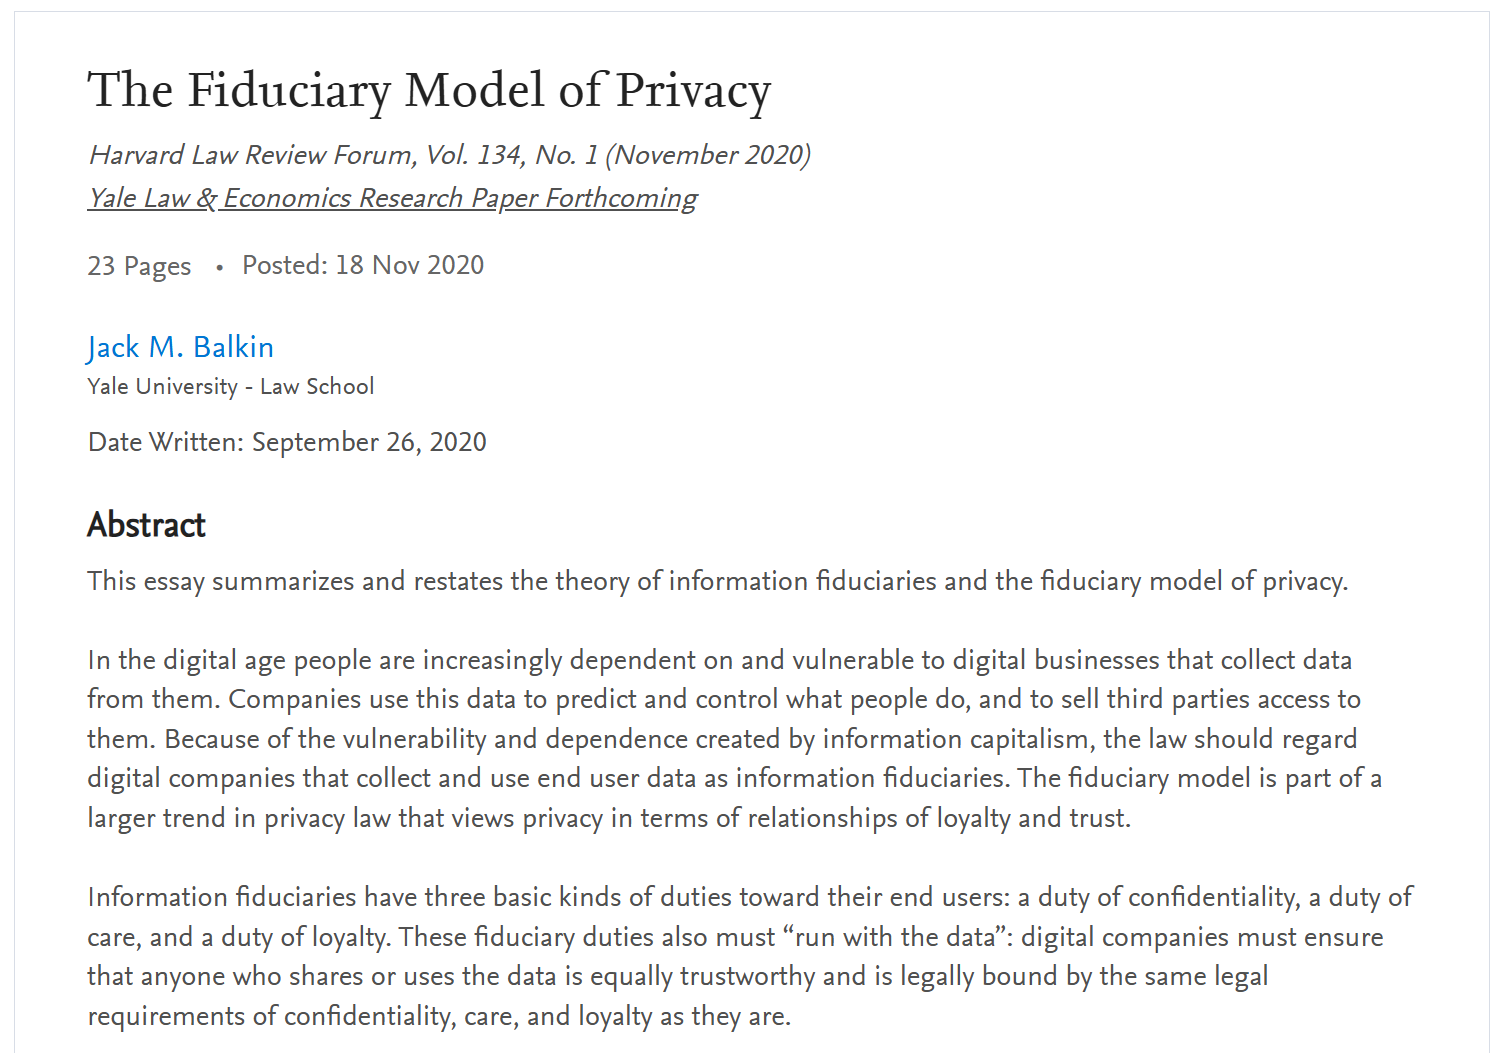 The Fiduciary Model of Privacy
Harvard Law Review Forum, Vol. 134, No. 1 (November 2020)
Yale Law & Economics Research Paper Forthcoming
23 Pages • Posted: 18 Nov 2020
Jack M. Balkin
Yale University - Law School
Date Written: September 26, 2020
Abstract
This essay summarizes and restates the theory of information fiduciaries and the fiduciary model of privacy.
In the digital age people are increasingly dependent on and vulnerable to digital businesses that collect data
from them. Companies use this data to predict and control what people do, and to sell third parties access to
them. Because of the vulnerability and dependence created by information capitalism, the law should regard
digital companies that collect and use end user data as information fiduciaries. The fiduciary model is part of a
larger trend in privacy law that views privacy in terms of relationships of loyalty and trust.
Information fiduciaries have three basic kinds of duties toward their end users: a duty of confidentiality, a duty of
care, and a duty of loyalty. These fiduciary duties also must “run with the data”: digital companies must ensure
that anyone who shares or uses the data is equally trustworthy and is legally bound by the same legal
requirements of confidentiality, care, and loyalty as they are.